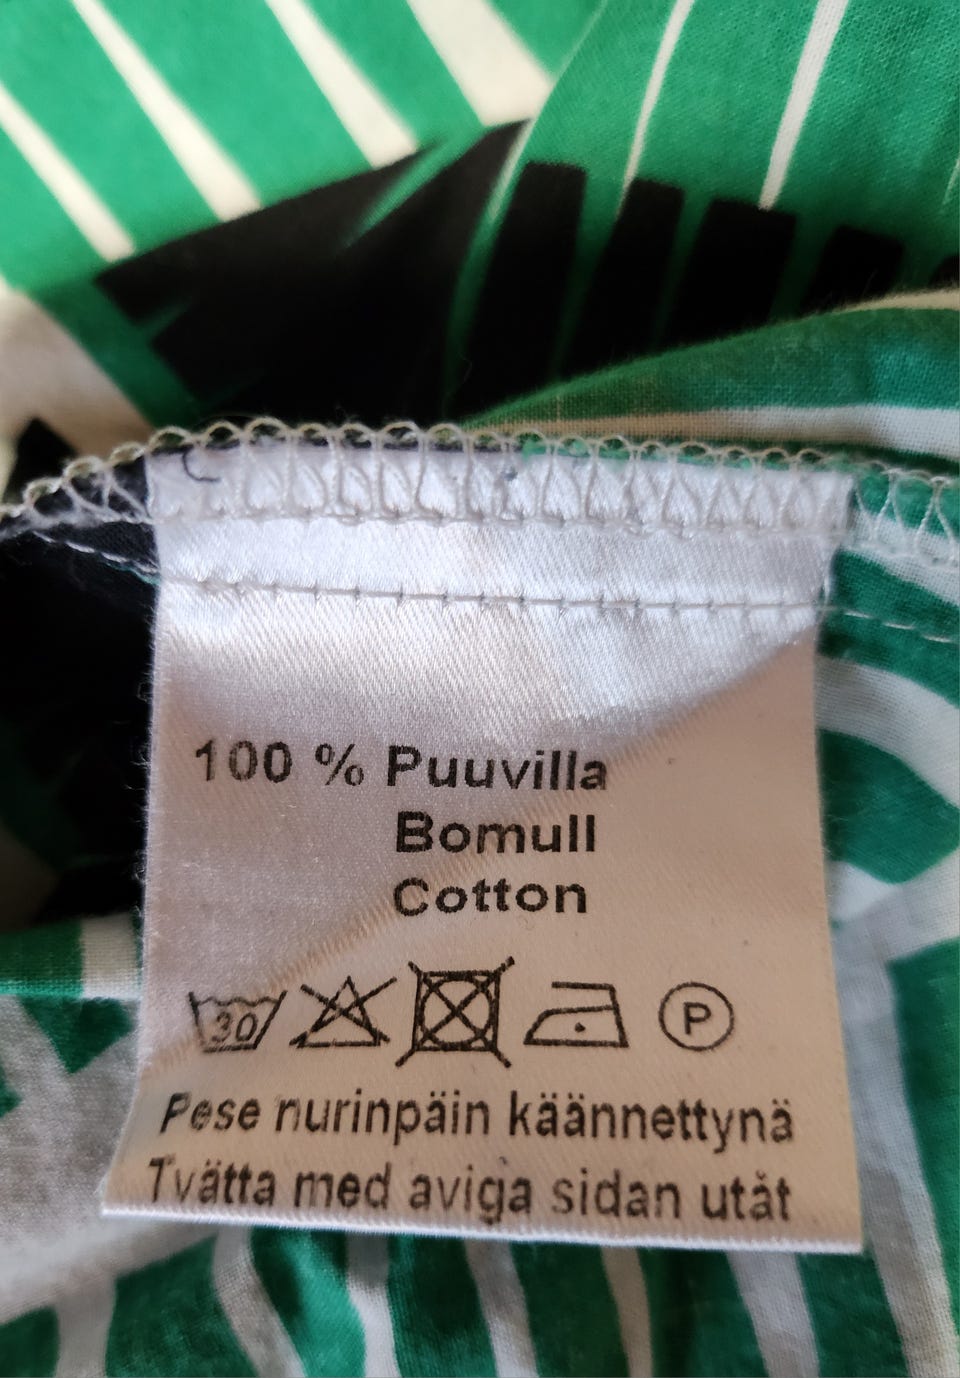 100 % Puuvilla
Bomull
Cotton
30 P
Pese nurinpäin käännettynä
Tvätta med aviga sidan utåt